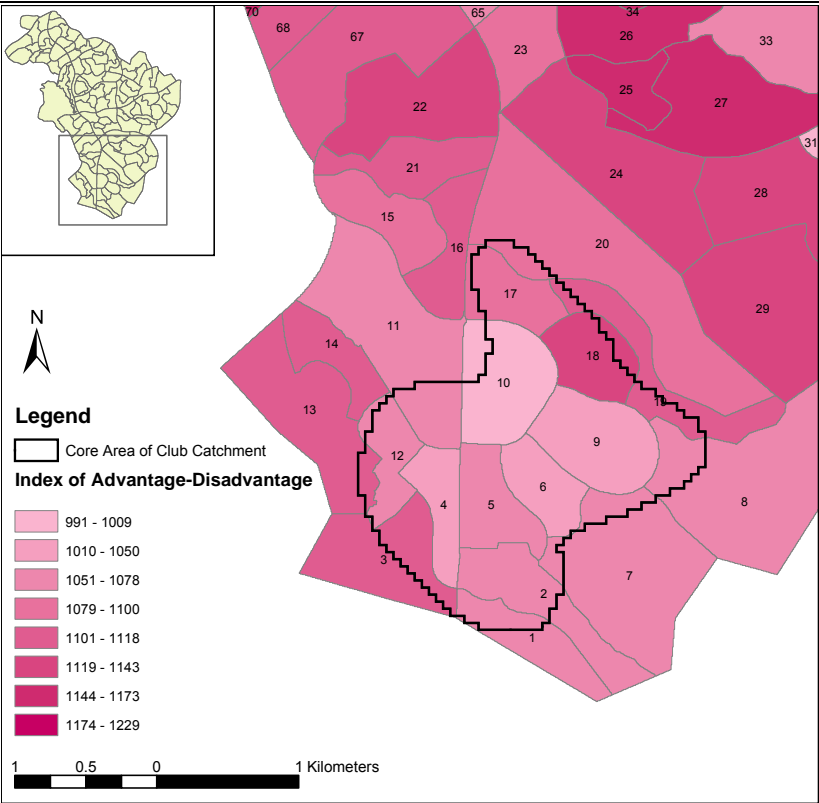 70
68
67
65
23
34
26
33
25
27
22
31
21
24
28
15
16
20
17
29
11
14
18
10
13
19
12
9
8
6
4
5
3
7
2
1
N
Legend
Core Area of Club Catchment
Index of Advantage-Disadvantage
991 - 1009
1010 - 1050
1051 - 1078
1079 - 1100
1101 - 1118
1119 - 1143
1144 - 1173
1174 - 1229
1 0.5 0 1 Kilometers